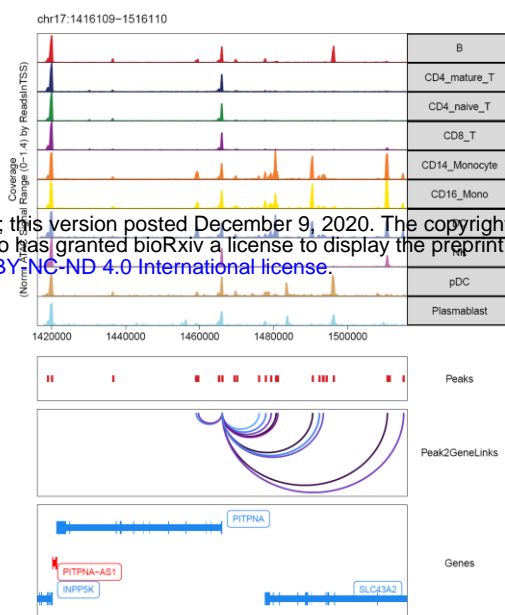 chr17:1416109−1516110
Coverage
(Norm. ATAC Signal Range (0−1.4) by ReadsInTSS)
B
CD4_mature_T
CD4_naive_T
CD8_T
CD14_Monocyte
CD16_Mono
; this version posted December 9, 2020. The copyright
o has granted bioRxiv a license to display the preprint
BY-NC-ND 4.0 International license.
NK
pDC
Plasmablast
1420000 1440000 1460000 1480000 1500000
Peaks
Peak2GeneLinks
PITPNA
Genes
PITPNA−AS1
INPP5K SLC43A2